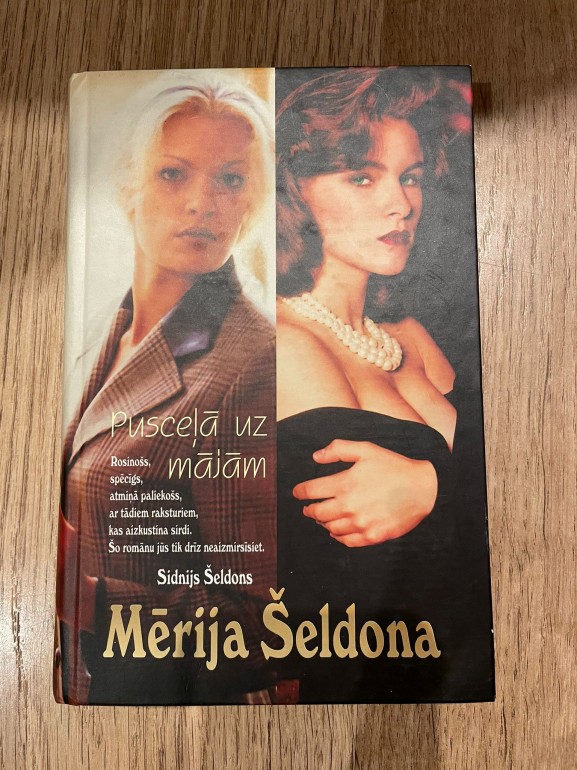 Pusceļā uz
mājām
Rosinošs,
spēcīgs,
atmiņā paliekošs,
ar tādiem raksturiem,
kas aizkustina sirdi.
Šo romānu jūs tik drīz neaizmirsīsiet.
Sidnijs Šeldons
Mērija Šeldona